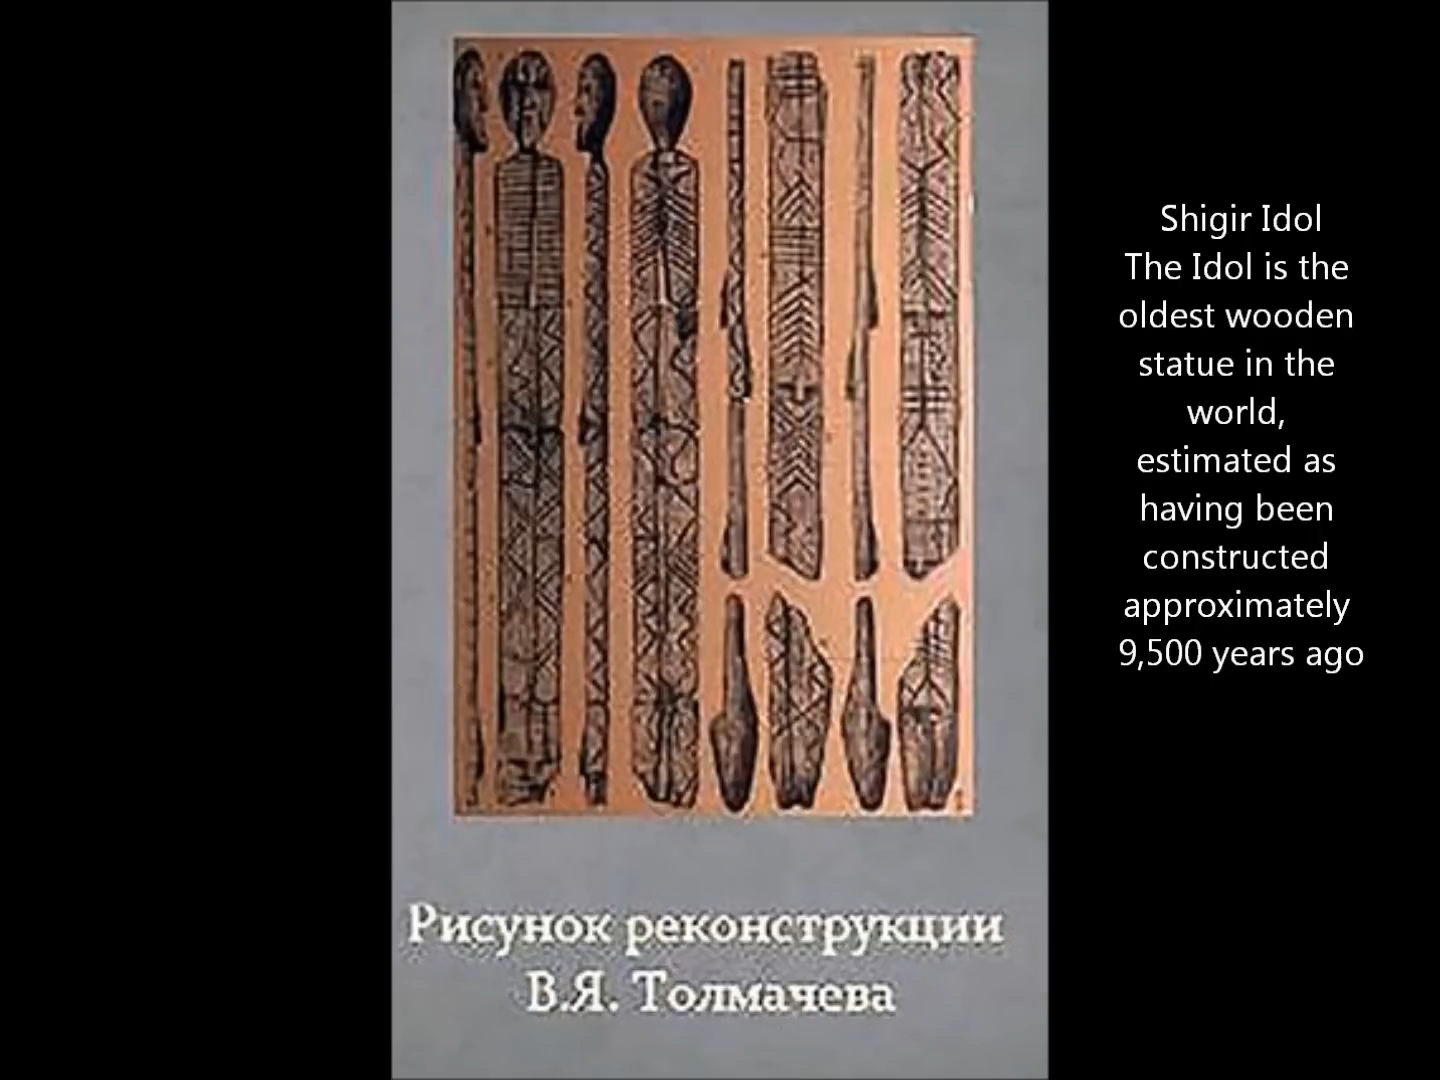 Shigir Idol
The Idol is the
oldest wooden
statue in the
world,
estimated as
having been
constructed
approximately
9,500 years ago
Рисунок реконструкции
В.Я. Толмачева